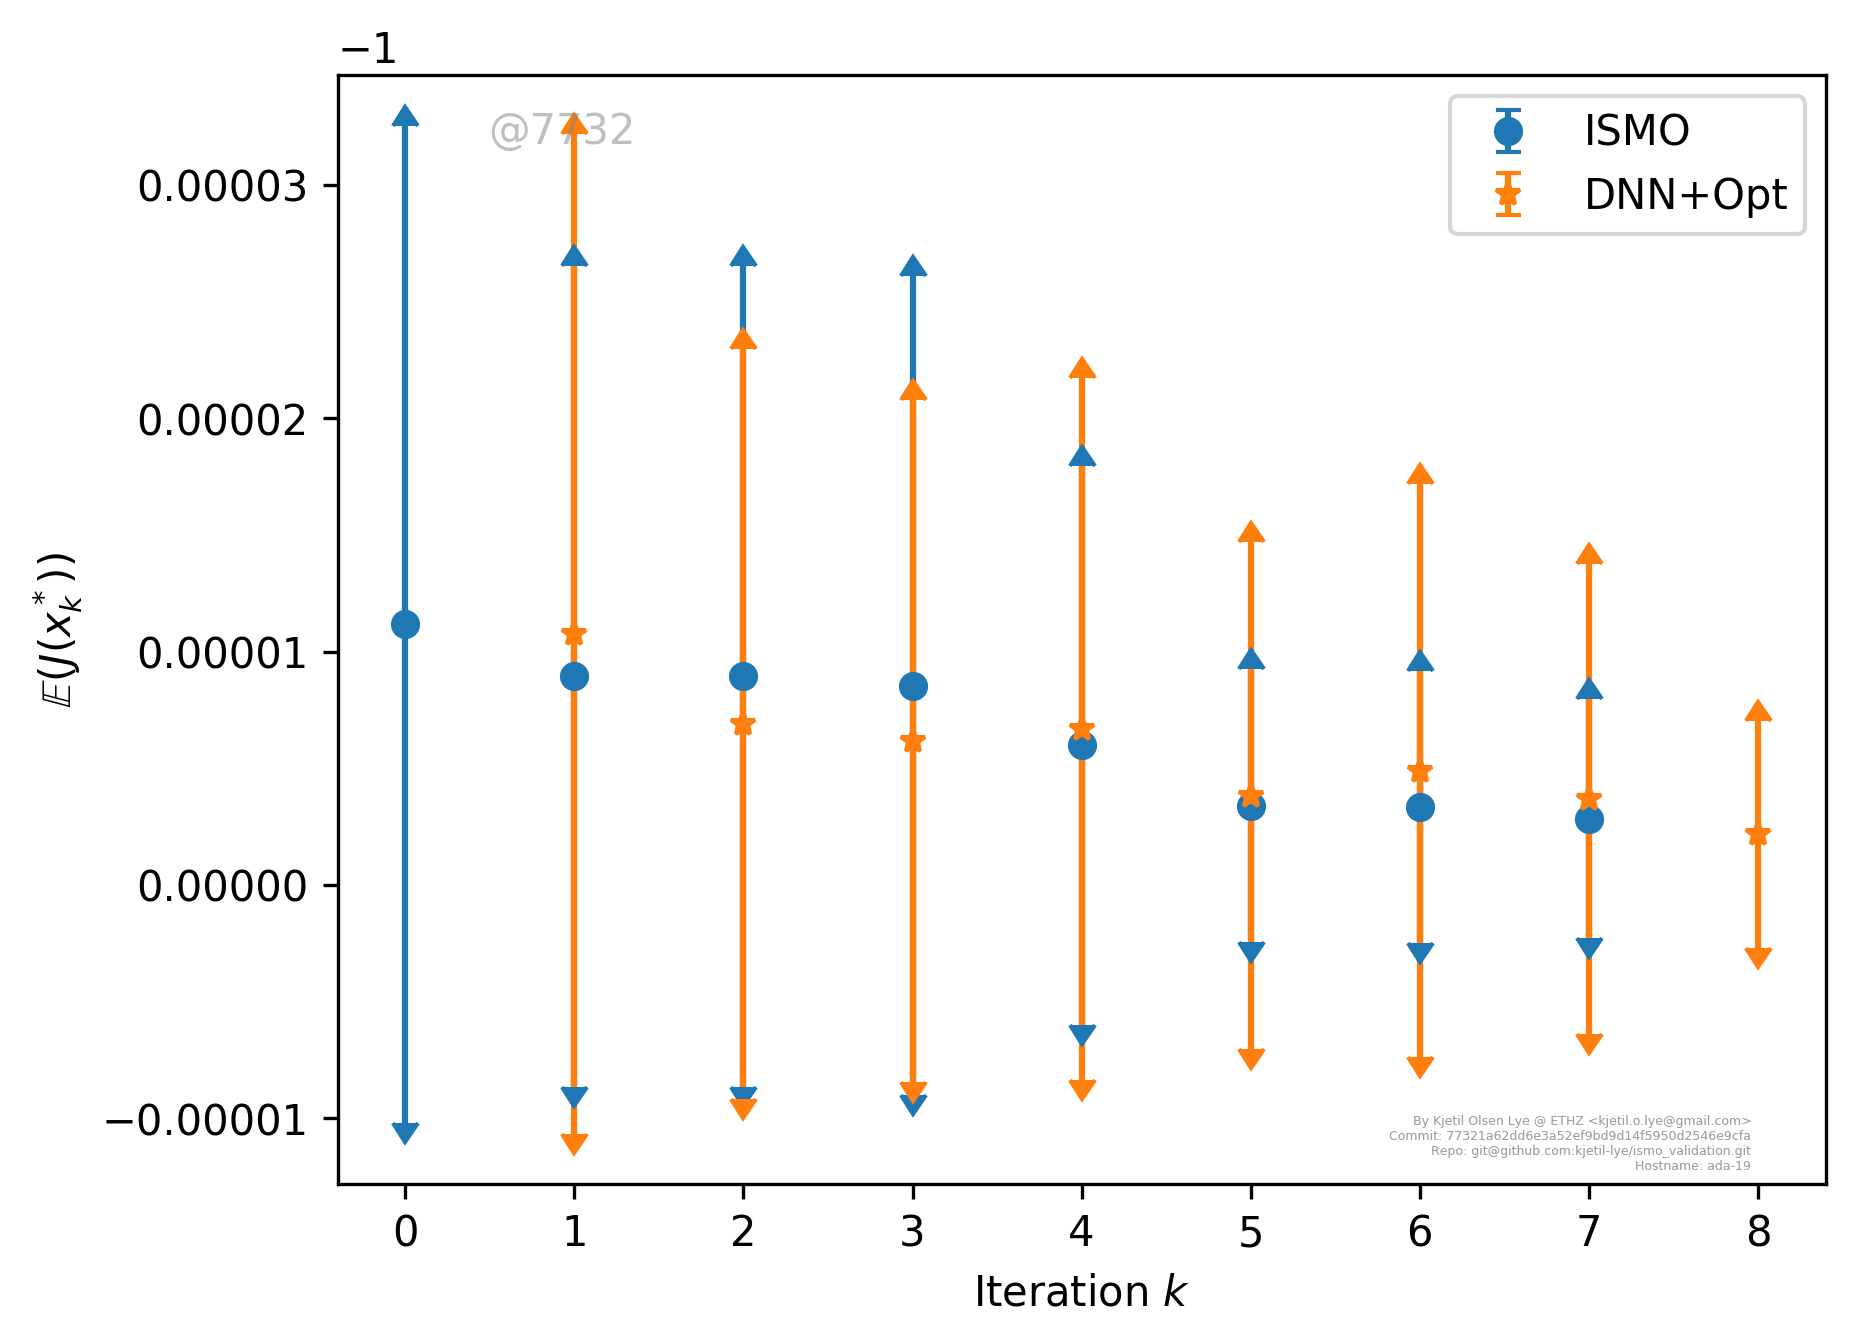 −1
@7732
ISMO
DNN+Opt
0.00003
0.00002
0.00001
0.00000
−0.00001
𝔼(J(x*k))
By Kjetil Olsen Lye @ ETHZ <kjetil.o.lye@gmail.com>
Commit: 77321a62dd6e3a52ef9bd9d14f5950d2546e9cfa
Repo: git@github.com:kjetil-lye/ismo_validation.git
Hostname: ada-19
0 1 2 3 4 5 6 7 8
Iteration k